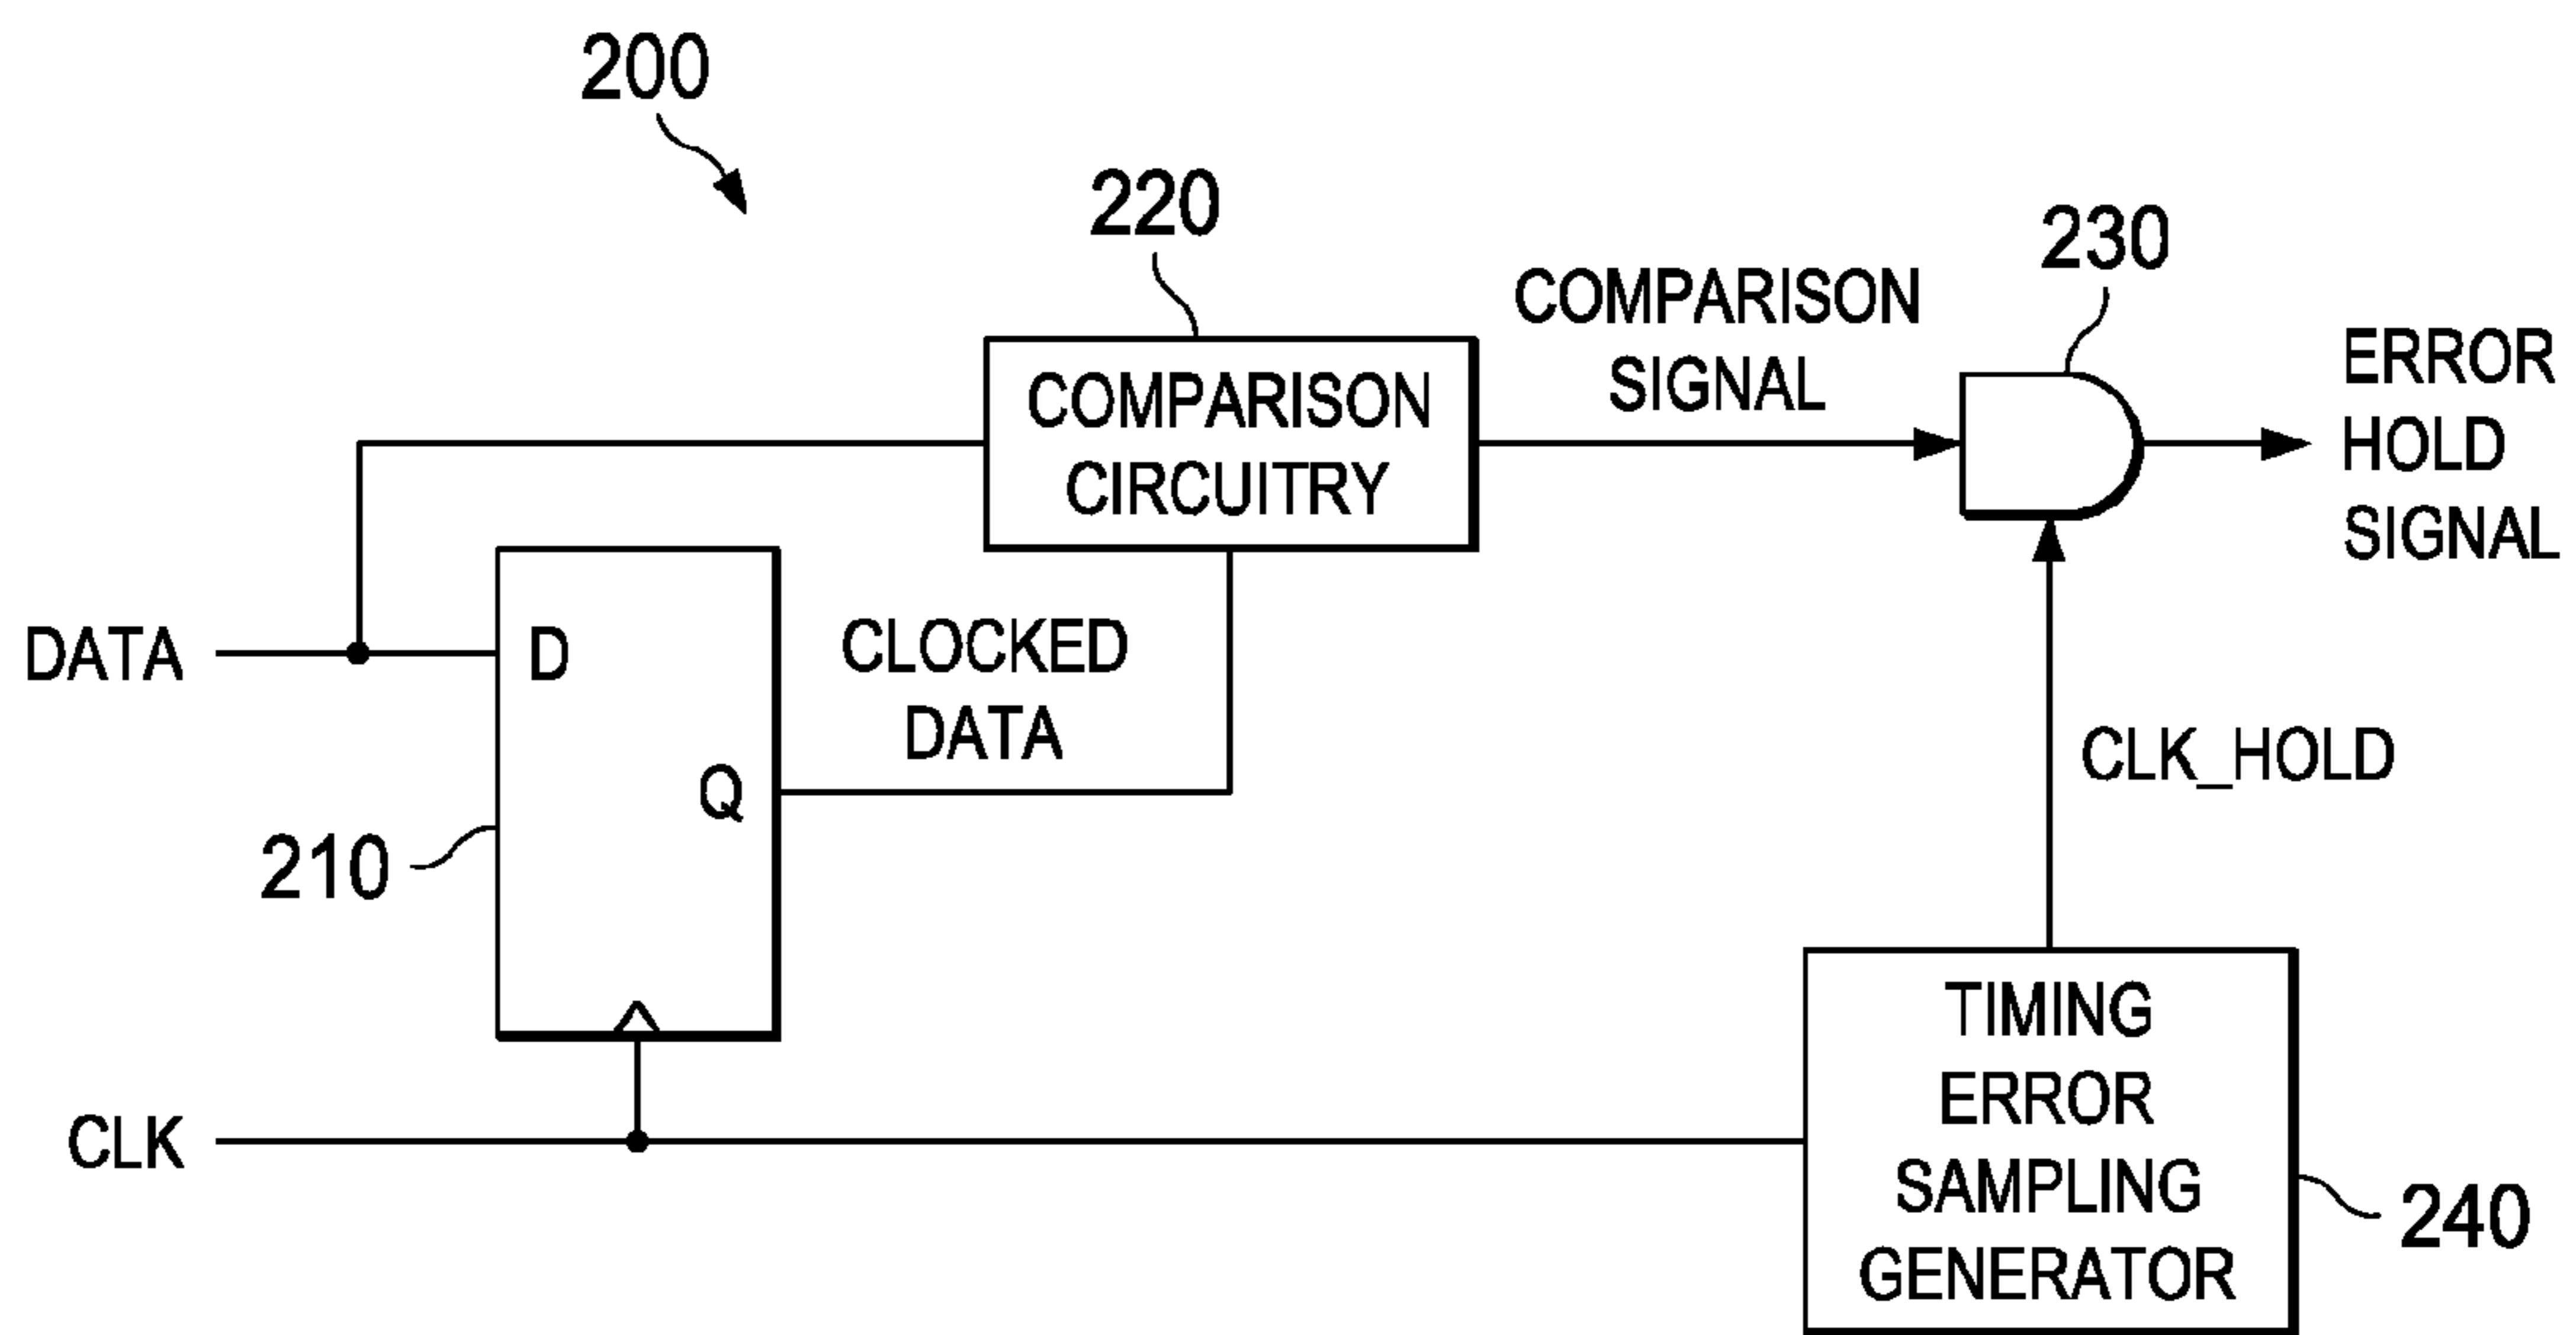 200
220
230
COMPARISON
SIGNAL
ERROR
HOLD
SIGNAL
COMPARISON
CIRCUITRY
DATA
D
CLOCKED
DATA
Q
CLK_HOLD
210
CLK
TIMING
ERROR
SAMPLING
GENERATOR
240